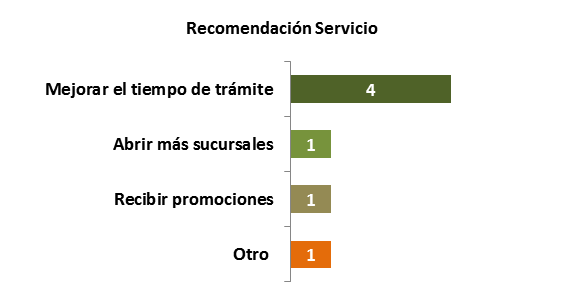 Recomendación Servicio
Mejorar el tiempo de trámite 4
Abrir más sucursales 1
Recibir promociones 1
Otro 1